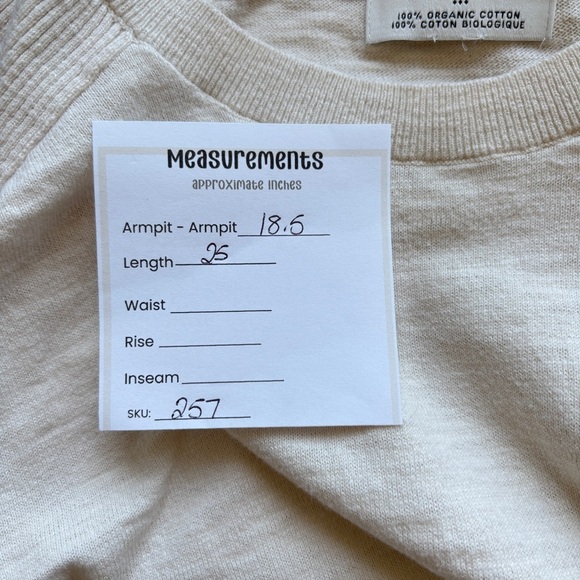 100% ORGANIC COTTON
100% COTON BIOLOGIQUE
Measurements
approximate inches
Armpit - Armpit 18.5
Length 25
Waist
Rise
Inseam
SKU: 257